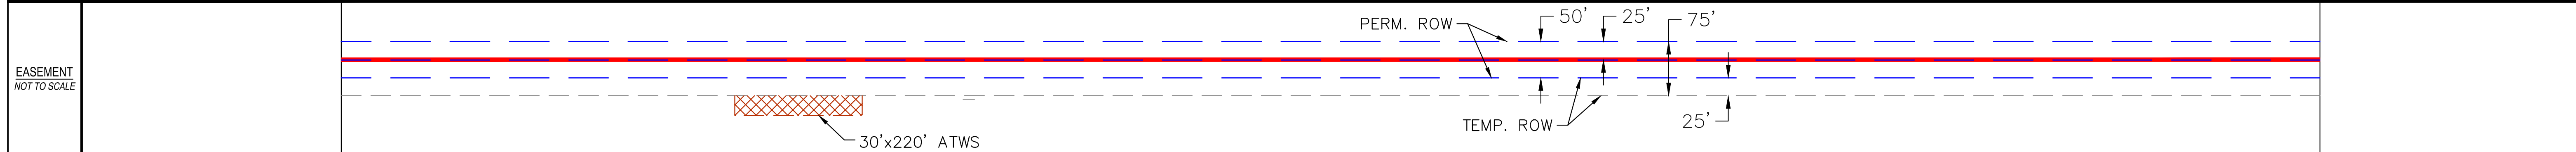 EASEMENT
NOT TO SCALE
PERM. ROW
50'
25'
75'
TEMP. ROW
25'
30'x220' ATWS